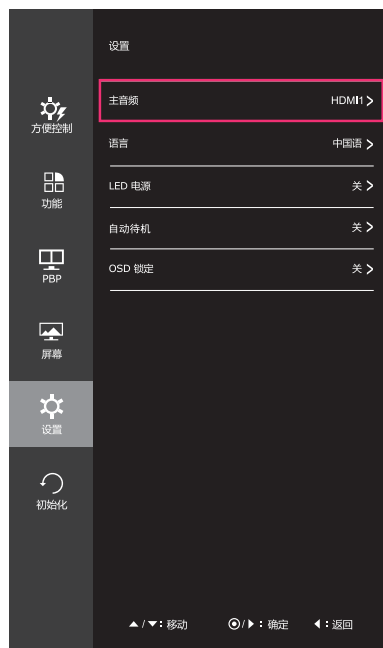 设置
主音频 HDMI1
语言 中国语
LED 电源 关
自动待机 关
OSD 锁定 关
方便控制
功能
PBP
屏幕
设置
初始化
▲/▼：移动 ◉/▶：确定 ◀：返回